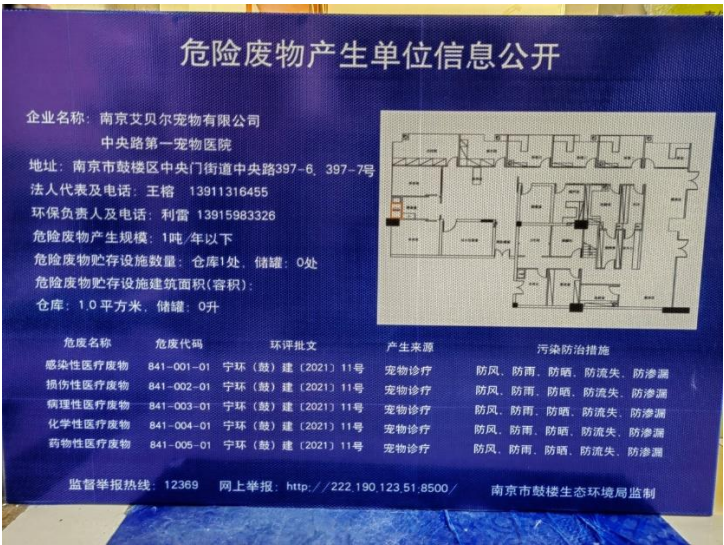 危险废物产生单位信息公开
企业名称：南京艾贝尔宠物有限公司
中央路第一宠物医院
地址：南京市鼓楼区中央门街道中央路397-6，397-7号
法人代表及电话：王榕 13911316455
环保负责人及电话：利雷 13915983326
危险废物产生规模：1吨/年以下
危险废物贮存设施数量：仓库1处，储罐：0处
危险废物贮存设施建筑面积(容积)：
仓库：1.0平方米，储罐：0升
危废名称 危废代码 环评批文 产生来源 污染防治措施
感染性医疗废物 841-001-01 宁环（鼓）建〔2021〕11号 宠物诊疗 防风、防雨、防晒、防流失、防渗漏
损伤性医疗废物 841-002-01 宁环（鼓）建〔2021〕11号 宠物诊疗 防风、防雨、防晒、防流失、防渗漏
病理性医疗废物 841-003-01 宁环（鼓）建〔2021〕11号 宠物诊疗 防风、防雨、防晒、防流失、防渗漏
化学性医疗废物 841-004-01 宁环（鼓）建〔2021〕11号 宠物诊疗 防风、防雨、防晒、防流失、防渗漏
药物性医疗废物 841-005-01 宁环（鼓）建〔2021〕11号 宠物诊疗 防风、防雨、防晒、防流失、防渗漏
监督举报热线：12369 网上举报：http://222,190,123,51:8500/ 南京市鼓楼生态环境局监制